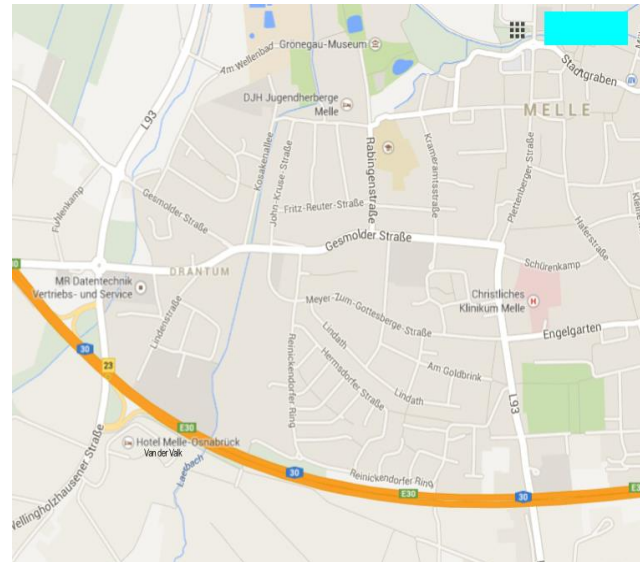 Grönegau-Museum
Am Wellenbad
DJH Jugendherberge
Melle
Stadtgraben
MELLE
L93
Kosakenallee
John-Kruse-Straße
Rabingenstraße
Krameramtsstraße
Plettenberger Straße
Fuhlenkamp
Gesmolder Straße
Fritz-Reuter-Straße
Haferstraße
Gesmolder Straße
Schürenkamp
DRANTUM
MR Datentechnik
Vertriebs- und Service
Lindenstraße
Christliches
Klinikum Melle
H
Meyer-Zum-Gottesberge-Straße
Engelgarten
Lindath
Reinickendorfer Ring
Hermsdorfer Straße
Am Goldbrink
Lindath
L93
30
23
E30
Hotel Melle-Osnabrück
Van der Valk
Wellingholzhausener Straße
Laerbach
30
Reinickendorfer Ring
E30
30